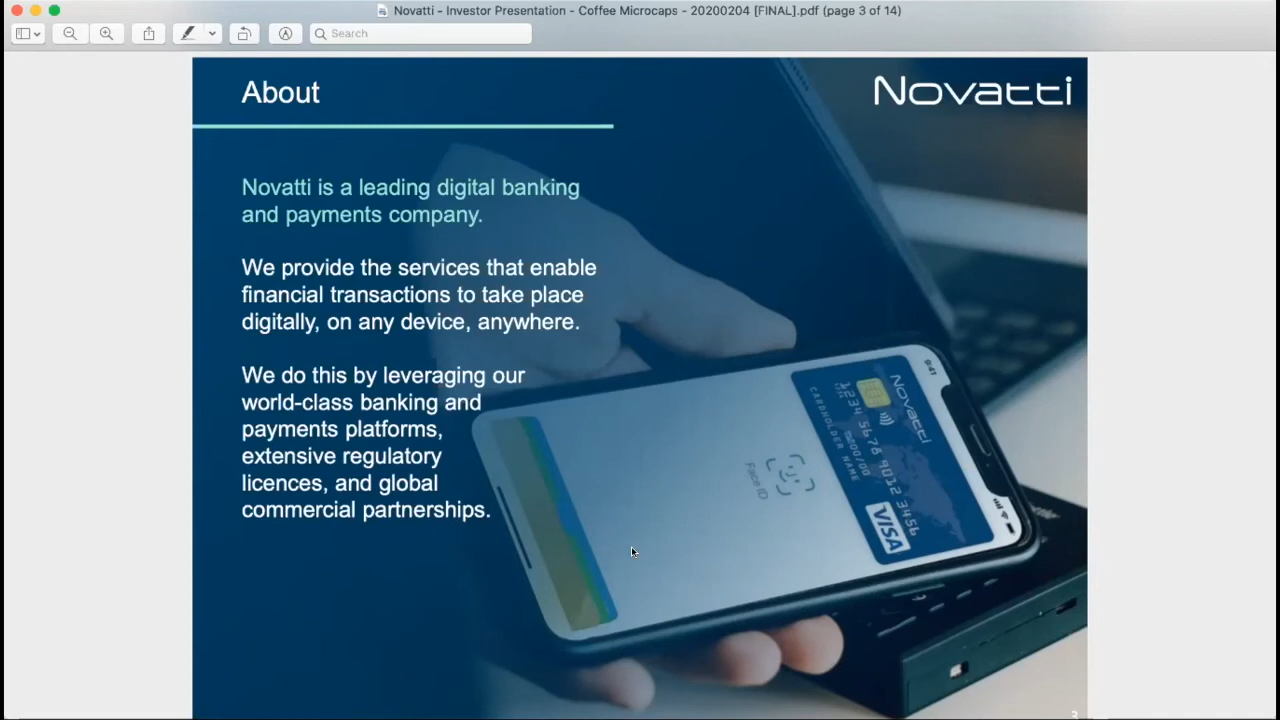 Novatti - Investor Presentation - Coffee Microcaps - 20200204 [FINAL].pdf (page 3 of 14)
Search
About
Novatti
Novatti is a leading digital banking
and payments company.
We provide the services that enable
financial transactions to take place
digitally, on any device, anywhere.
We do this by leveraging our
world-class banking and
payments platforms,
extensive regulatory
licences, and global
commercial partnerships.
9:41
Novatti
1234 5678 9012 3456
CARDHOLDER NAME
VISA
Face ID
3